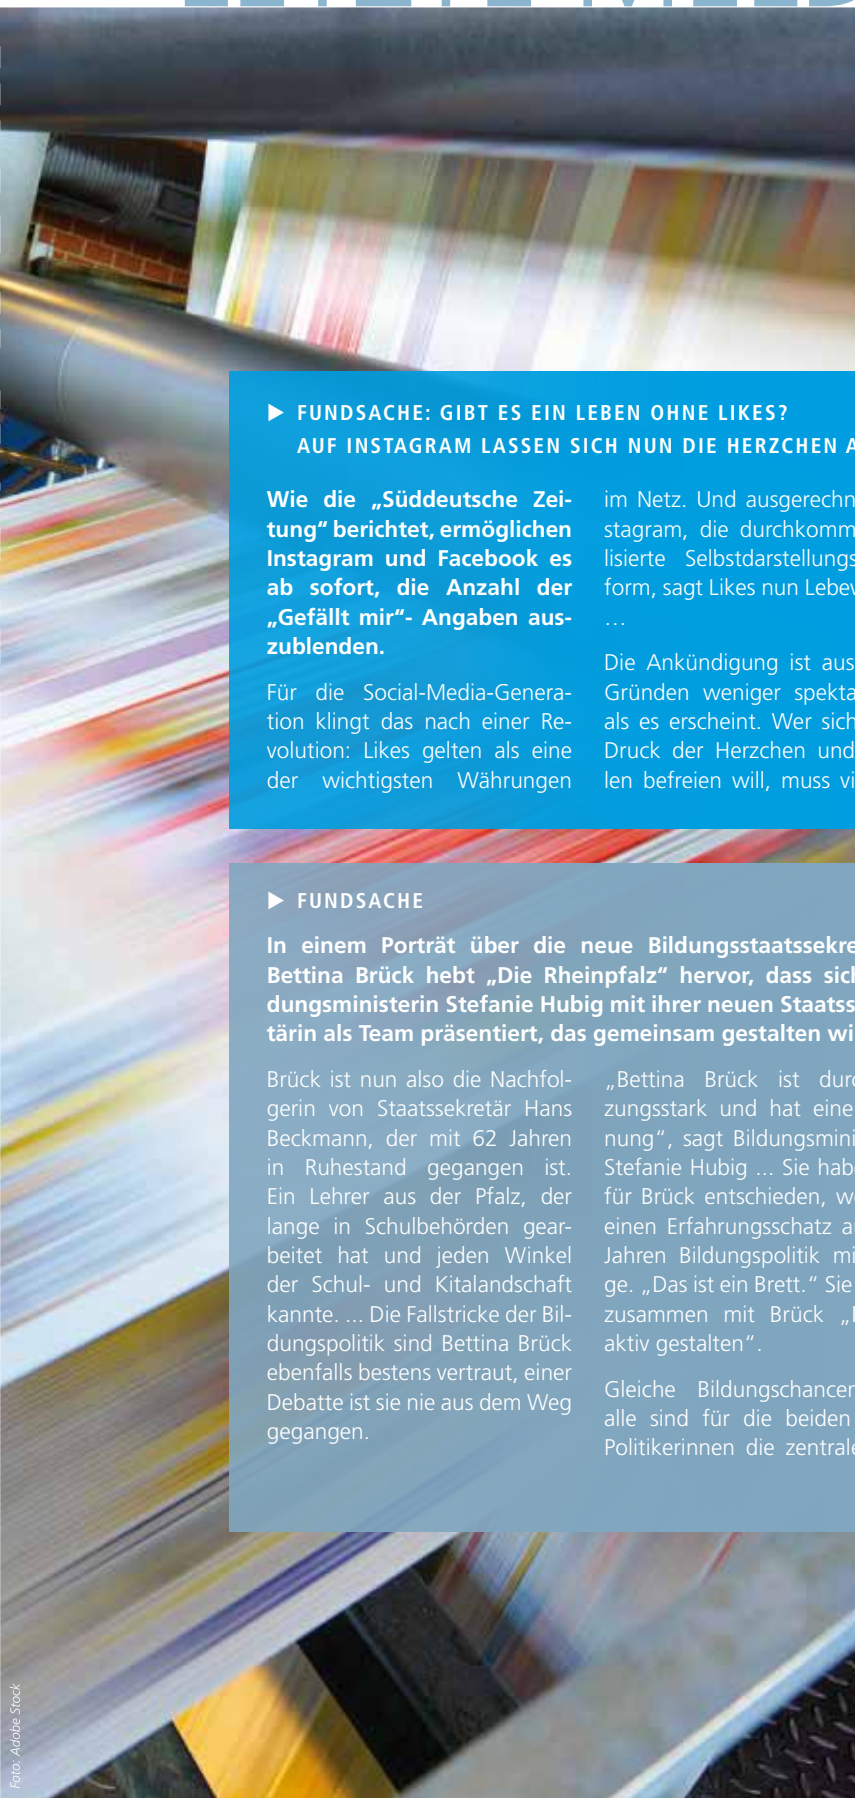 FUNDSACHE: GIBT ES EIN LEBEN OHNE LIKES?
AUF INSTAGRAM LASSEN SICH NUN DIE HERZCHEN A
Wie die „Süddeutsche Zei-
tung“ berichtet, ermöglichen
Instagram und Facebook es
ab sofort, die Anzahl der
„Gefällt mir“- Angaben aus-
zublenden.
Für die Social-Media-Genera-
tion klingt das nach einer Re-
volution: Likes gelten als eine
der wichtigsten Währungen
im Netz. Und ausgerechn
stagram, die durchkomm
lisierte Selbstdarstellungs
form, sagt Likes nun Lebe
...
Die Ankündigung ist aus
Gründen weniger spekta
als es erscheint. Wer sich
Druck der Herzchen und
len befreien will, muss vi
FUNDSACHE
In einem Porträt über die neue Bildungsstaatssekre
Bettina Brück hebt „Die Rheinpfalz“ hervor, dass sich
dungsministerin Stefanie Hubig mit ihrer neuen Staatss
tärin als Team präsentiert, das gemeinsam gestalten wi
Brück ist nun also die Nachfol-
gerin von Staatssekretär Hans
Beckmann, der mit 62 Jahren
in Ruhestand gegangen ist.
Ein Lehrer aus der Pfalz, der
lange in Schulbehörden gear-
beitet hat und jeden Winkel
der Schul- und Kitalandschaft
kannte. ... Die Fallstricke der Bil-
dungspolitik sind Bettina Brück
ebenfalls bestens vertraut, einer
Debatte ist sie nie aus dem Weg
gegangen.
„Bettina Brück ist durc
zungsstark und hat eine
nung“, sagt Bildungsmini
Stefanie Hubig ... Sie hab
für Brück entschieden, we
einen Erfahrungsschatz a
Jahren Bildungspolitik mi
ge. „Das ist ein Brett.“ Sie
zusammen mit Brück „
aktiv gestalten“.
Gleiche Bildungschancen
alle sind für die beiden
Politikerinnen die zentrale
Foto: Adobe Stock